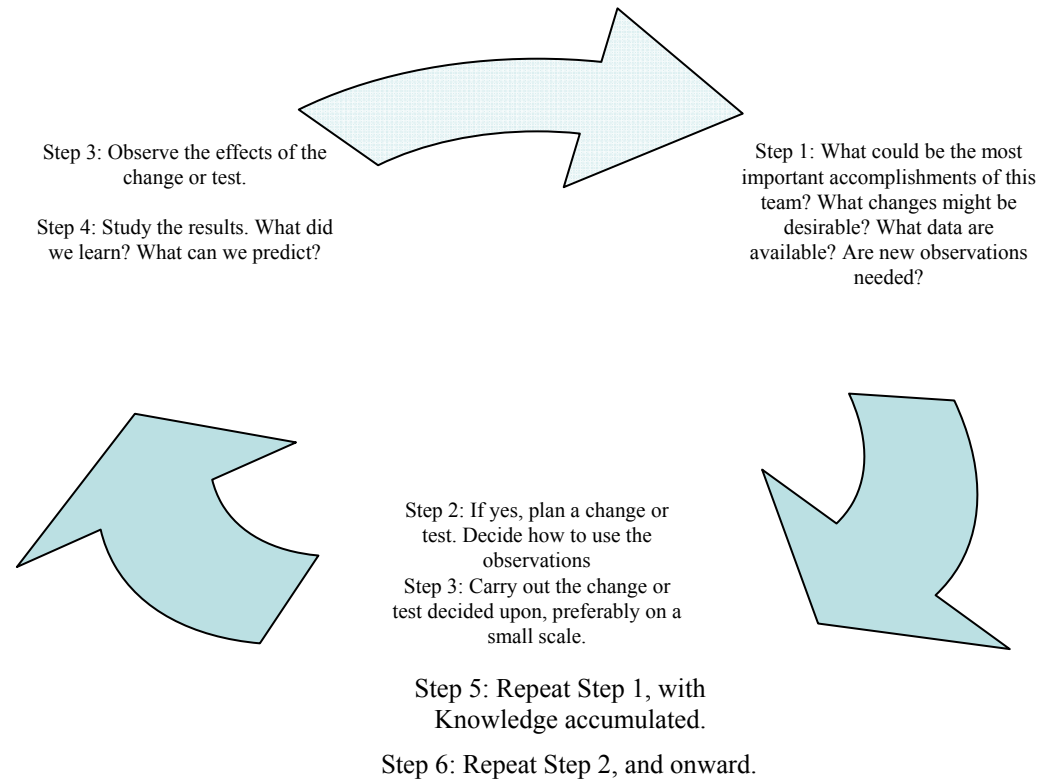 Step 3: Observe the effects of the
change or test.
Step 4: Study the results. What did
we learn? What can we predict?
Step 1: What could be the most
important accomplishments of this
team? What changes might be
desirable? What data are
available? Are new observations
needed?
Step 2: If yes, plan a change or
test. Decide how to use the
observations
Step 3: Carry out the change or
test decided upon, preferably on a
small scale.
Step 5: Repeat Step 1, with
Knowledge accumulated.
Step 6: Repeat Step 2, and onward.